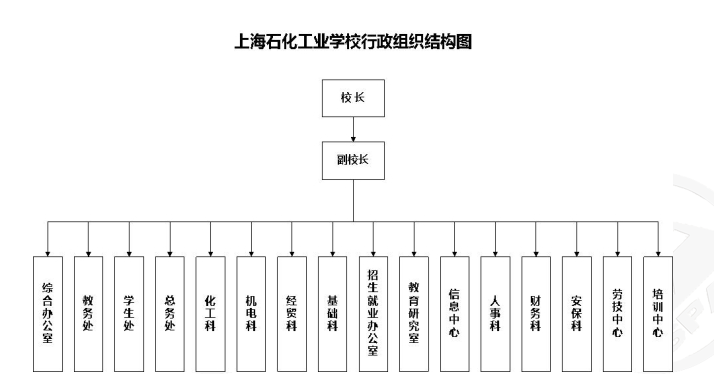 上海石化工业学校行政组织结构图
校长
副校长
综合办公室
教务处
学生处
总务处
化工科
机电科
经贸科
基础科
招生就业办公室
教育研究室
信息中心
人事科
财务科
安保科
劳技中心
培训中心